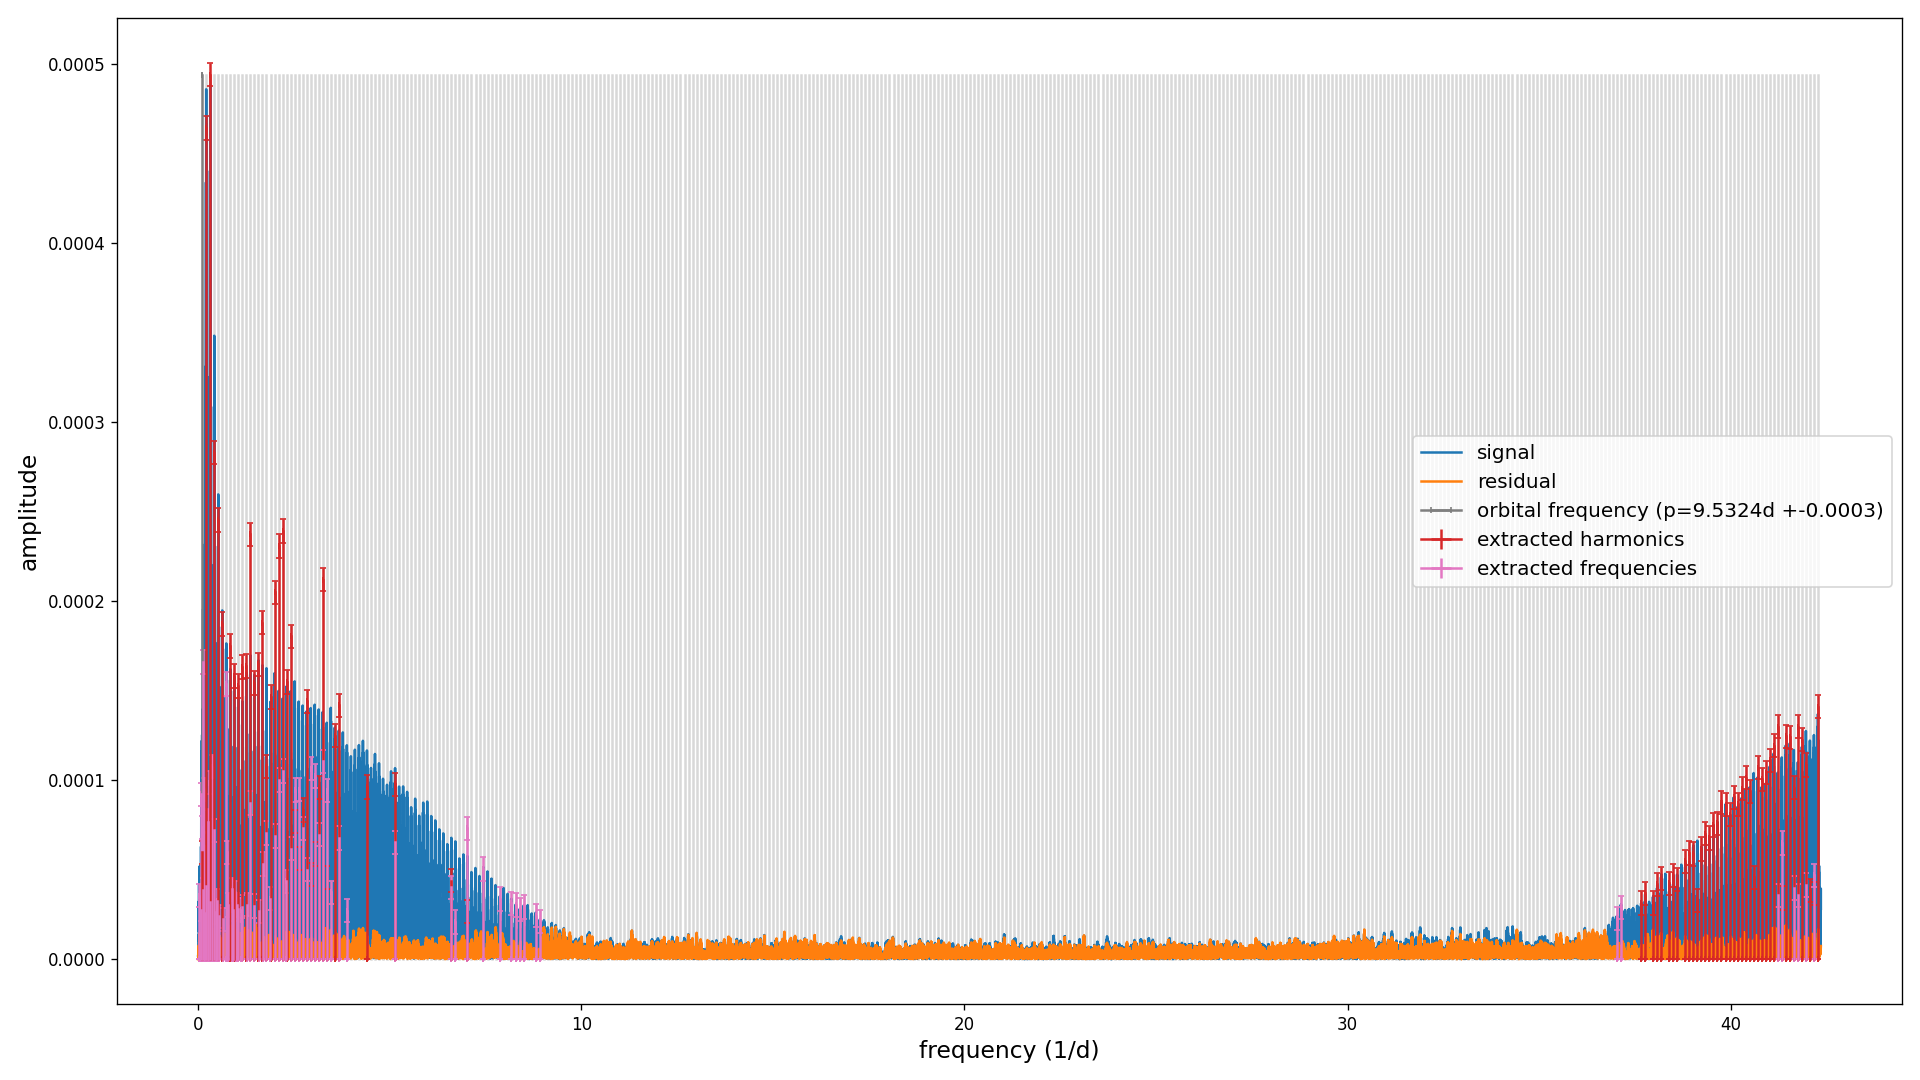 0.0005
0.0004
0.0003
0.0002
0.0001
0.0000
amplitude
0
10
20
30
40
frequency (1/d)
signal
residual
orbital frequency (p=9.5324d +-0.0003)
extracted harmonics
extracted frequencies